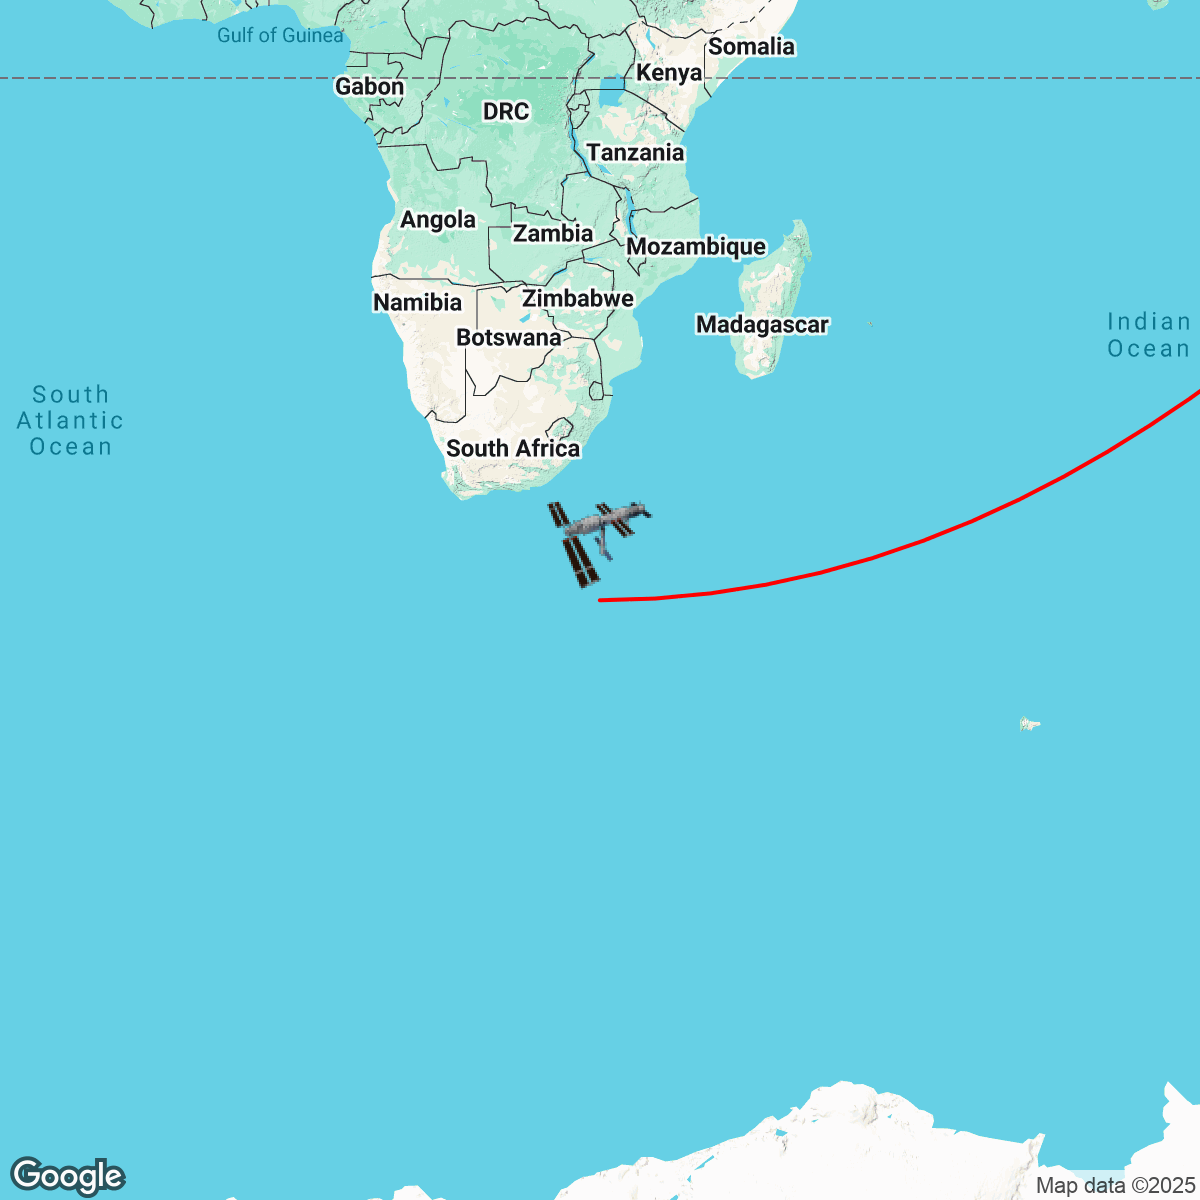 Gulf of Guinea
Somalia
Kenya
Gabon
DRC
Tanzania
Angola
Zambia
Mozambique
Namibia
Zimbabwe
Madagascar
Botswana
Indian
Ocean
South
Atlantic
Ocean
South Africa
Google
Map data ©2025